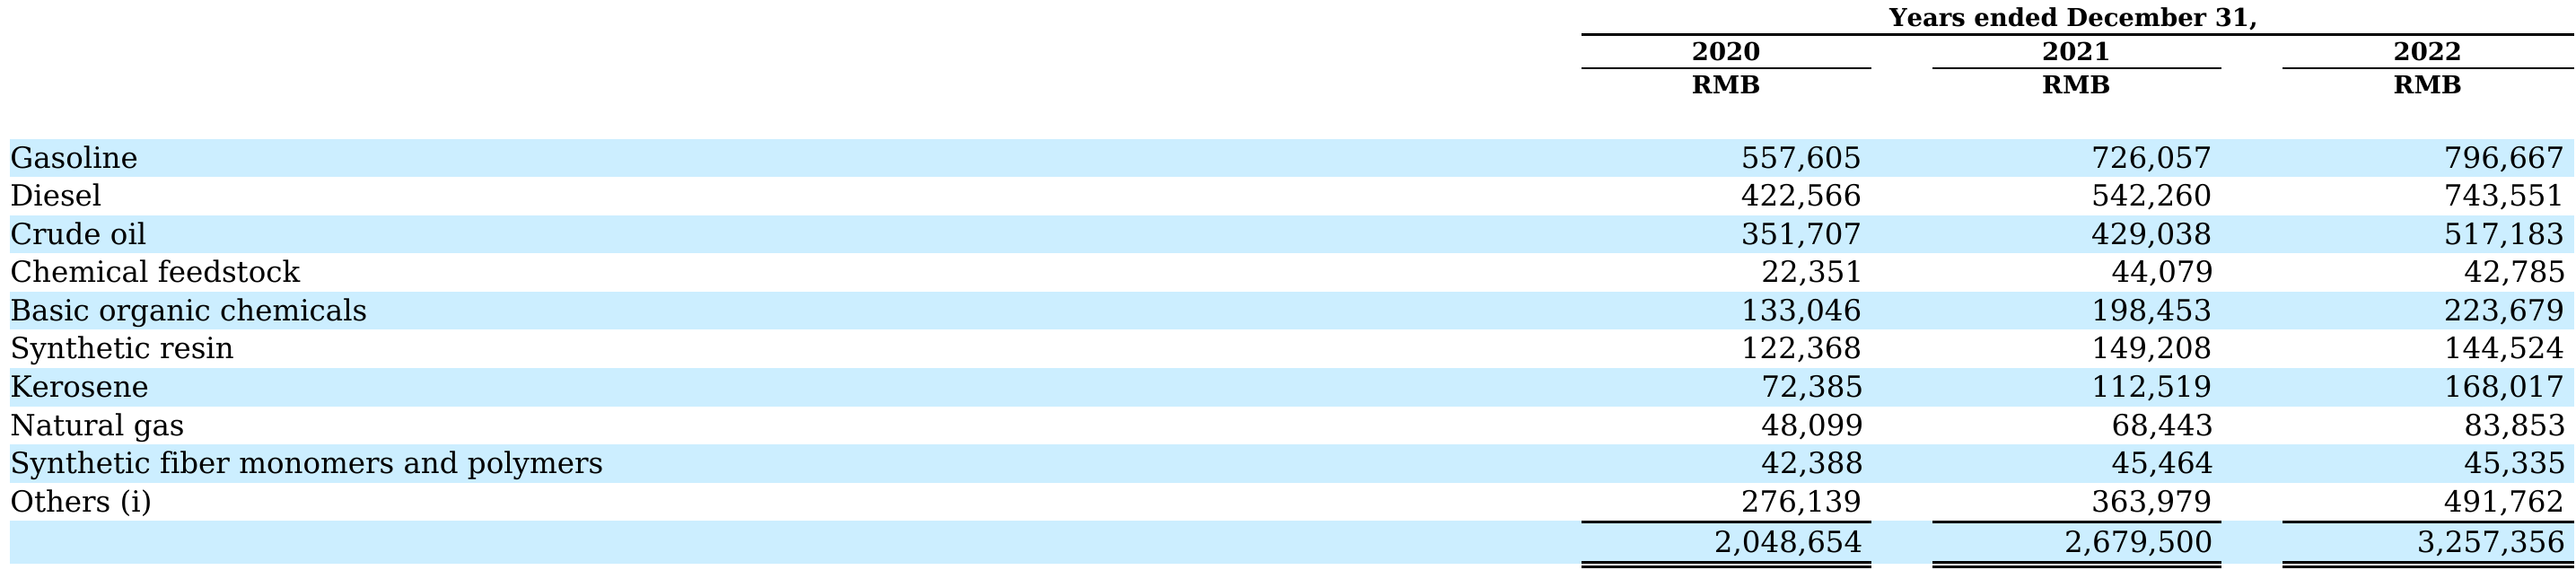 Years ended December 31,
2020 2021 2022
RMB RMB RMB
Gasoline 557,605 726,057 796,667
Diesel 422,566 542,260 743,551
Crude oil 351,707 429,038 517,183
Chemical feedstock 22,351 44,079 42,785
Basic organic chemicals 133,046 198,453 223,679
Synthetic resin 122,368 149,208 144,524
Kerosene 72,385 112,519 168,017
Natural gas 48,099 68,443 83,853
Synthetic fiber monomers and polymers 42,388 45,464 45,335
Others (i) 276,139 363,979 491,762
2,048,654 2,679,500 3,257,356